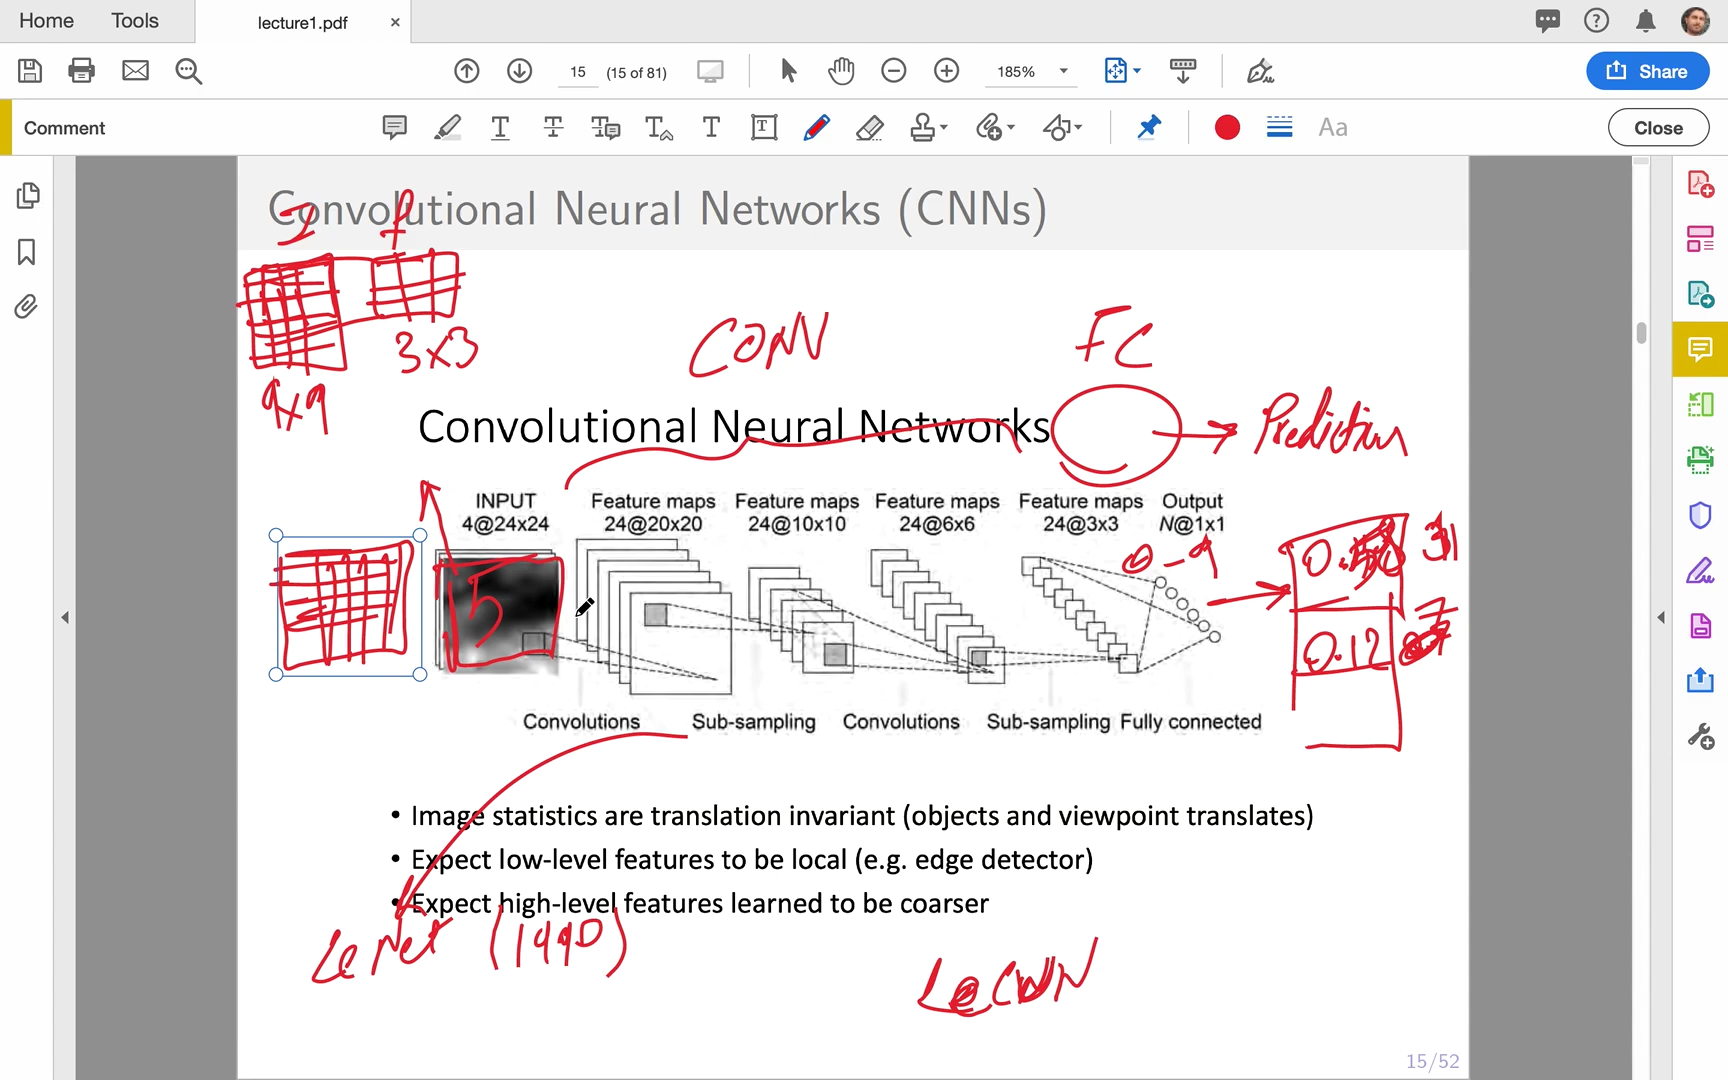 Home Tools lecture1.pdf ×
15 (15 of 81) 185% Share
Comment Aa Close
Convolutional Neural Networks (CNNs)
I f
3x3
9x9
CONV FC
Convolutional Neural Networks
Prediction
INPUT Feature maps Feature maps Feature maps Feature maps Output
4@24x24 24@20x20 24@10x10 24@6x6 24@3x3 N@1x1
0-9
5
0.12
Convolutions Sub-sampling Convolutions Sub-sampling Fully connected
• Image statistics are translation invariant (objects and viewpoint translates)
• Expect low-level features to be local (e.g. edge detector)
• Expect high-level features learned to be coarser
LeNet (1990)
15/52